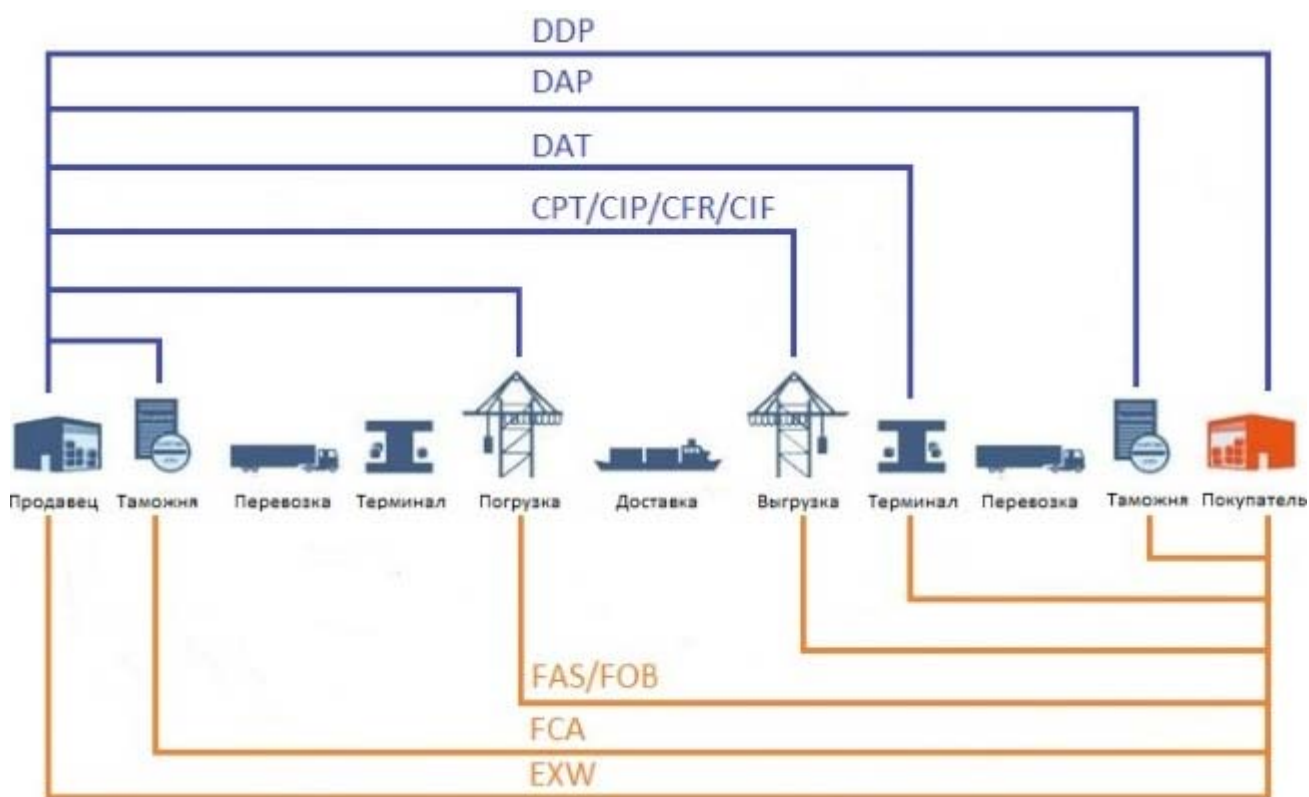 DDP
DAP
DAT
CPT/CIP/CFR/CIF
Продавец Таможня Перевозка Терминал Погрузка Доставка Выгрузка Терминал Перевозка Таможня Покупатель
FAS/FOB
FCA
EXW